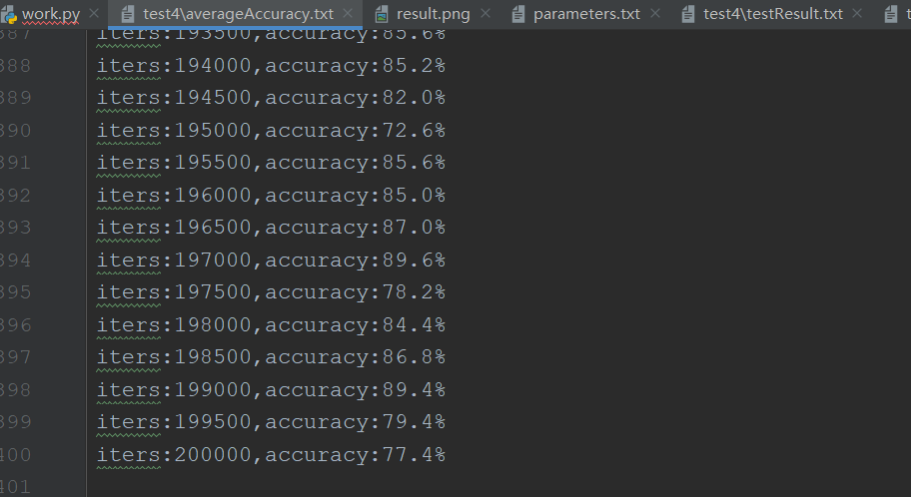 work.py test4\averageAccuracy.txt result.png parameters.txt test4\testResult.txt
387 iters:193500,accuracy:85.6%
388 iters:194000,accuracy:85.2%
389 iters:194500,accuracy:82.0%
390 iters:195000,accuracy:72.6%
391 iters:195500,accuracy:85.6%
392 iters:196000,accuracy:85.0%
393 iters:196500,accuracy:87.0%
394 iters:197000,accuracy:89.6%
395 iters:197500,accuracy:78.2%
396 iters:198000,accuracy:84.4%
397 iters:198500,accuracy:86.8%
398 iters:199000,accuracy:89.4%
399 iters:199500,accuracy:79.4%
400 iters:200000,accuracy:77.4%
401